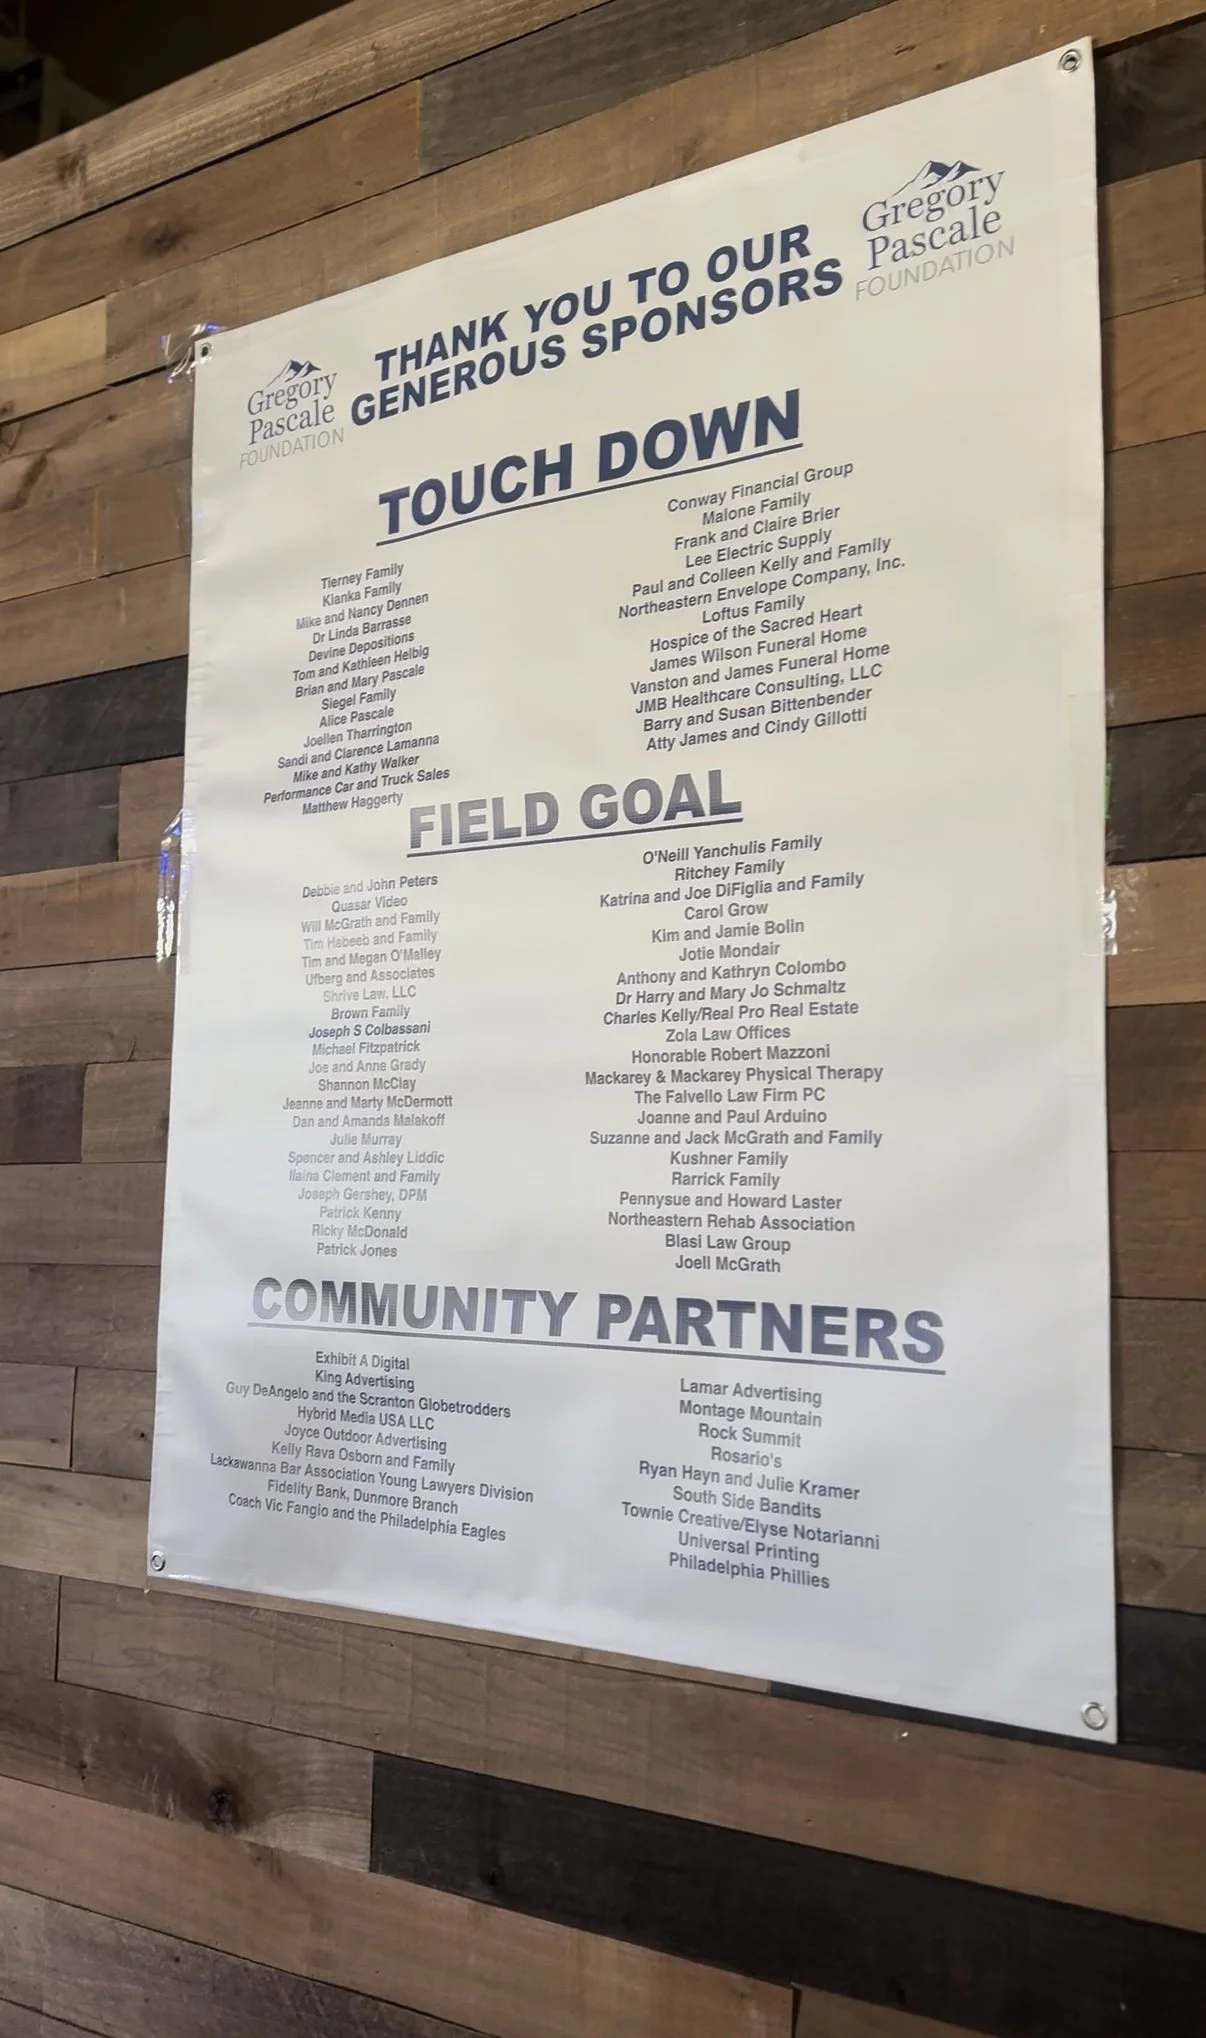 Gregory
Pascale
FOUNDATION
THANK YOU TO OUR
GENEROUS SPONSORS
Gregory
Pascale
FOUNDATION
TOUCH DOWN
Tierney Family
Kianka Family
Mike and Nancy Dennen
Dr Linda Barrasse
Devine Depositions
Tom and Kathleen Helbig
Brian and Mary Pascale
Siegel Family
Alice Pascale
Joellen Tharrington
Sandi and Clarence Lamanna
Mike and Kathy Walker
Performance Car and Truck Sales
Matthew Haggerty
Conway Financial Group
Malone Family
Frank and Claire Brier
Lee Electric Supply
Paul and Colleen Kelly and Family
Northeastern Envelope Company, Inc.
Loftus Family
Hospice of the Sacred Heart
James Wilson Funeral Home
Vanston and James Funeral Home
JMB Healthcare Consulting, LLC
Barry and Susan Bittenbender
Atty James and Cindy Gillotti
FIELD GOAL
Debbie and John Peters
Quasar Video
Will McGrath and Family
Tim Habeeb and Family
Tim and Megan O'Malley
Ufberg and Associates
Shrive Law, LLC
Brown Family
Joseph S Colbassani
Michael Fitzpatrick
Joe and Anne Grady
Shannon McClay
Jeanne and Marty McDermott
Dan and Amanda Malakoff
Julie Murray
Spencer and Ashley Liddic
Ilaina Clement and Family
Joseph Gershey, DPM
Patrick Kenny
Ricky McDonald
Patrick Jones
O'Neill Yanchulis Family
Ritchey Family
Katrina and Joe DiFiglia and Family
Carol Grow
Kim and Jamie Bolin
Jotie Mondair
Anthony and Kathryn Colombo
Dr Harry and Mary Jo Schmaltz
Charles Kelly/Real Pro Real Estate
Zola Law Offices
Honorable Robert Mazzoni
Mackarey & Mackarey Physical Therapy
The Falvello Law Firm PC
Joanne and Paul Arduino
Suzanne and Jack McGrath and Family
Kushner Family
Rarrick Family
Pennysue and Howard Laster
Northeastern Rehab Association
Blasi Law Group
Joell McGrath
COMMUNITY PARTNERS
Exhibit A Digital
King Advertising
Guy DeAngelo and the Scranton Globetrodders
Hybrid Media USA LLC
Joyce Outdoor Advertising
Kelly Rava Osborn and Family
Lackawanna Bar Association Young Lawyers Division
Fidelity Bank, Dunmore Branch
Coach Vic Fangio and the Philadelphia Eagles
Lamar Advertising
Montage Mountain
Rock Summit
Rosario's
Ryan Hayn and Julie Kramer
South Side Bandits
Townie Creative/Elyse Notarianni
Universal Printing
Philadelphia Phillies